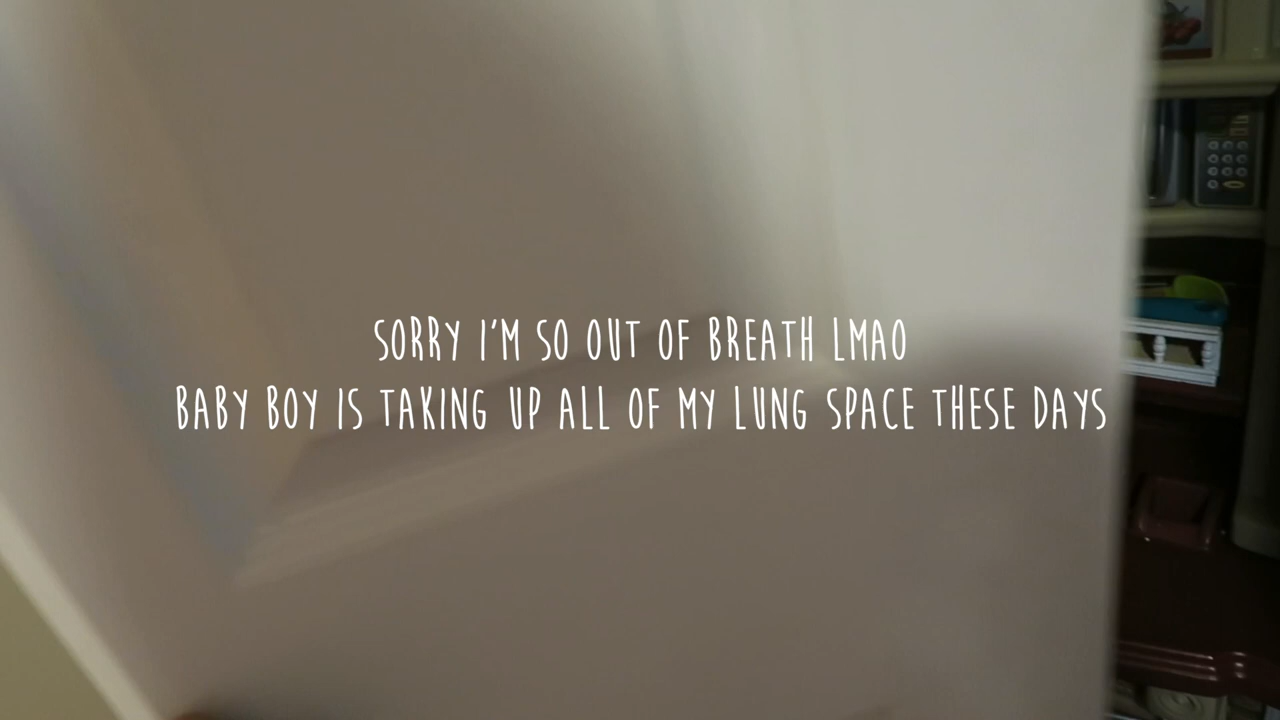 SORRY I'M SO OUT OF BREATH LMAO
BABY BOY IS TAKING UP ALL OF MY LUNG SPACE THESE DAYS